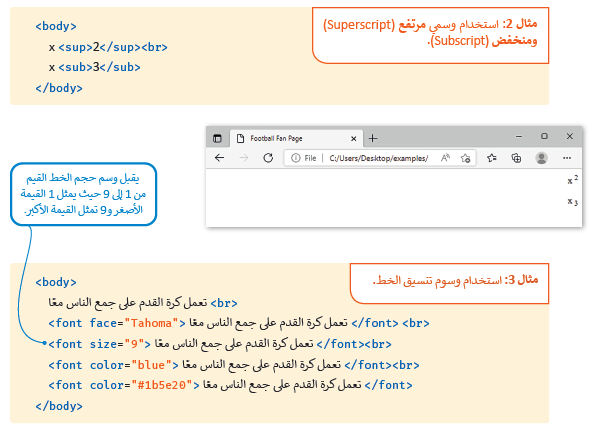 مثال 2: استخدام وسمي مرتفع (Superscript)
ومنخفض (Subscript).
<body>
x <sup>2</sup><br>
x <sub>3</sub>
</body>
Football Fan Page
File C:/Users/Desktop/examples/
x 2
x 3
يقبل وسم حجم الخط القيم
من 1 إلى 9 حيث يمثل 1 القيمة
الأصغر و9 تمثل القيمة الأكبر.
مثال 3: استخدام وسوم تنسيق الخط.
<body>
تعمل كرة القدم على جمع الناس معًا <br>
<font face="Tahoma"> تعمل كرة القدم على جمع الناس معًا </font> <br>
<font size="9"> تعمل كرة القدم على جمع الناس معًا </font><br>
<font color="blue"> تعمل كرة القدم على جمع الناس معًا </font><br>
<font color="#1b5e20"> تعمل كرة القدم على جمع الناس معًا </font>
</body>